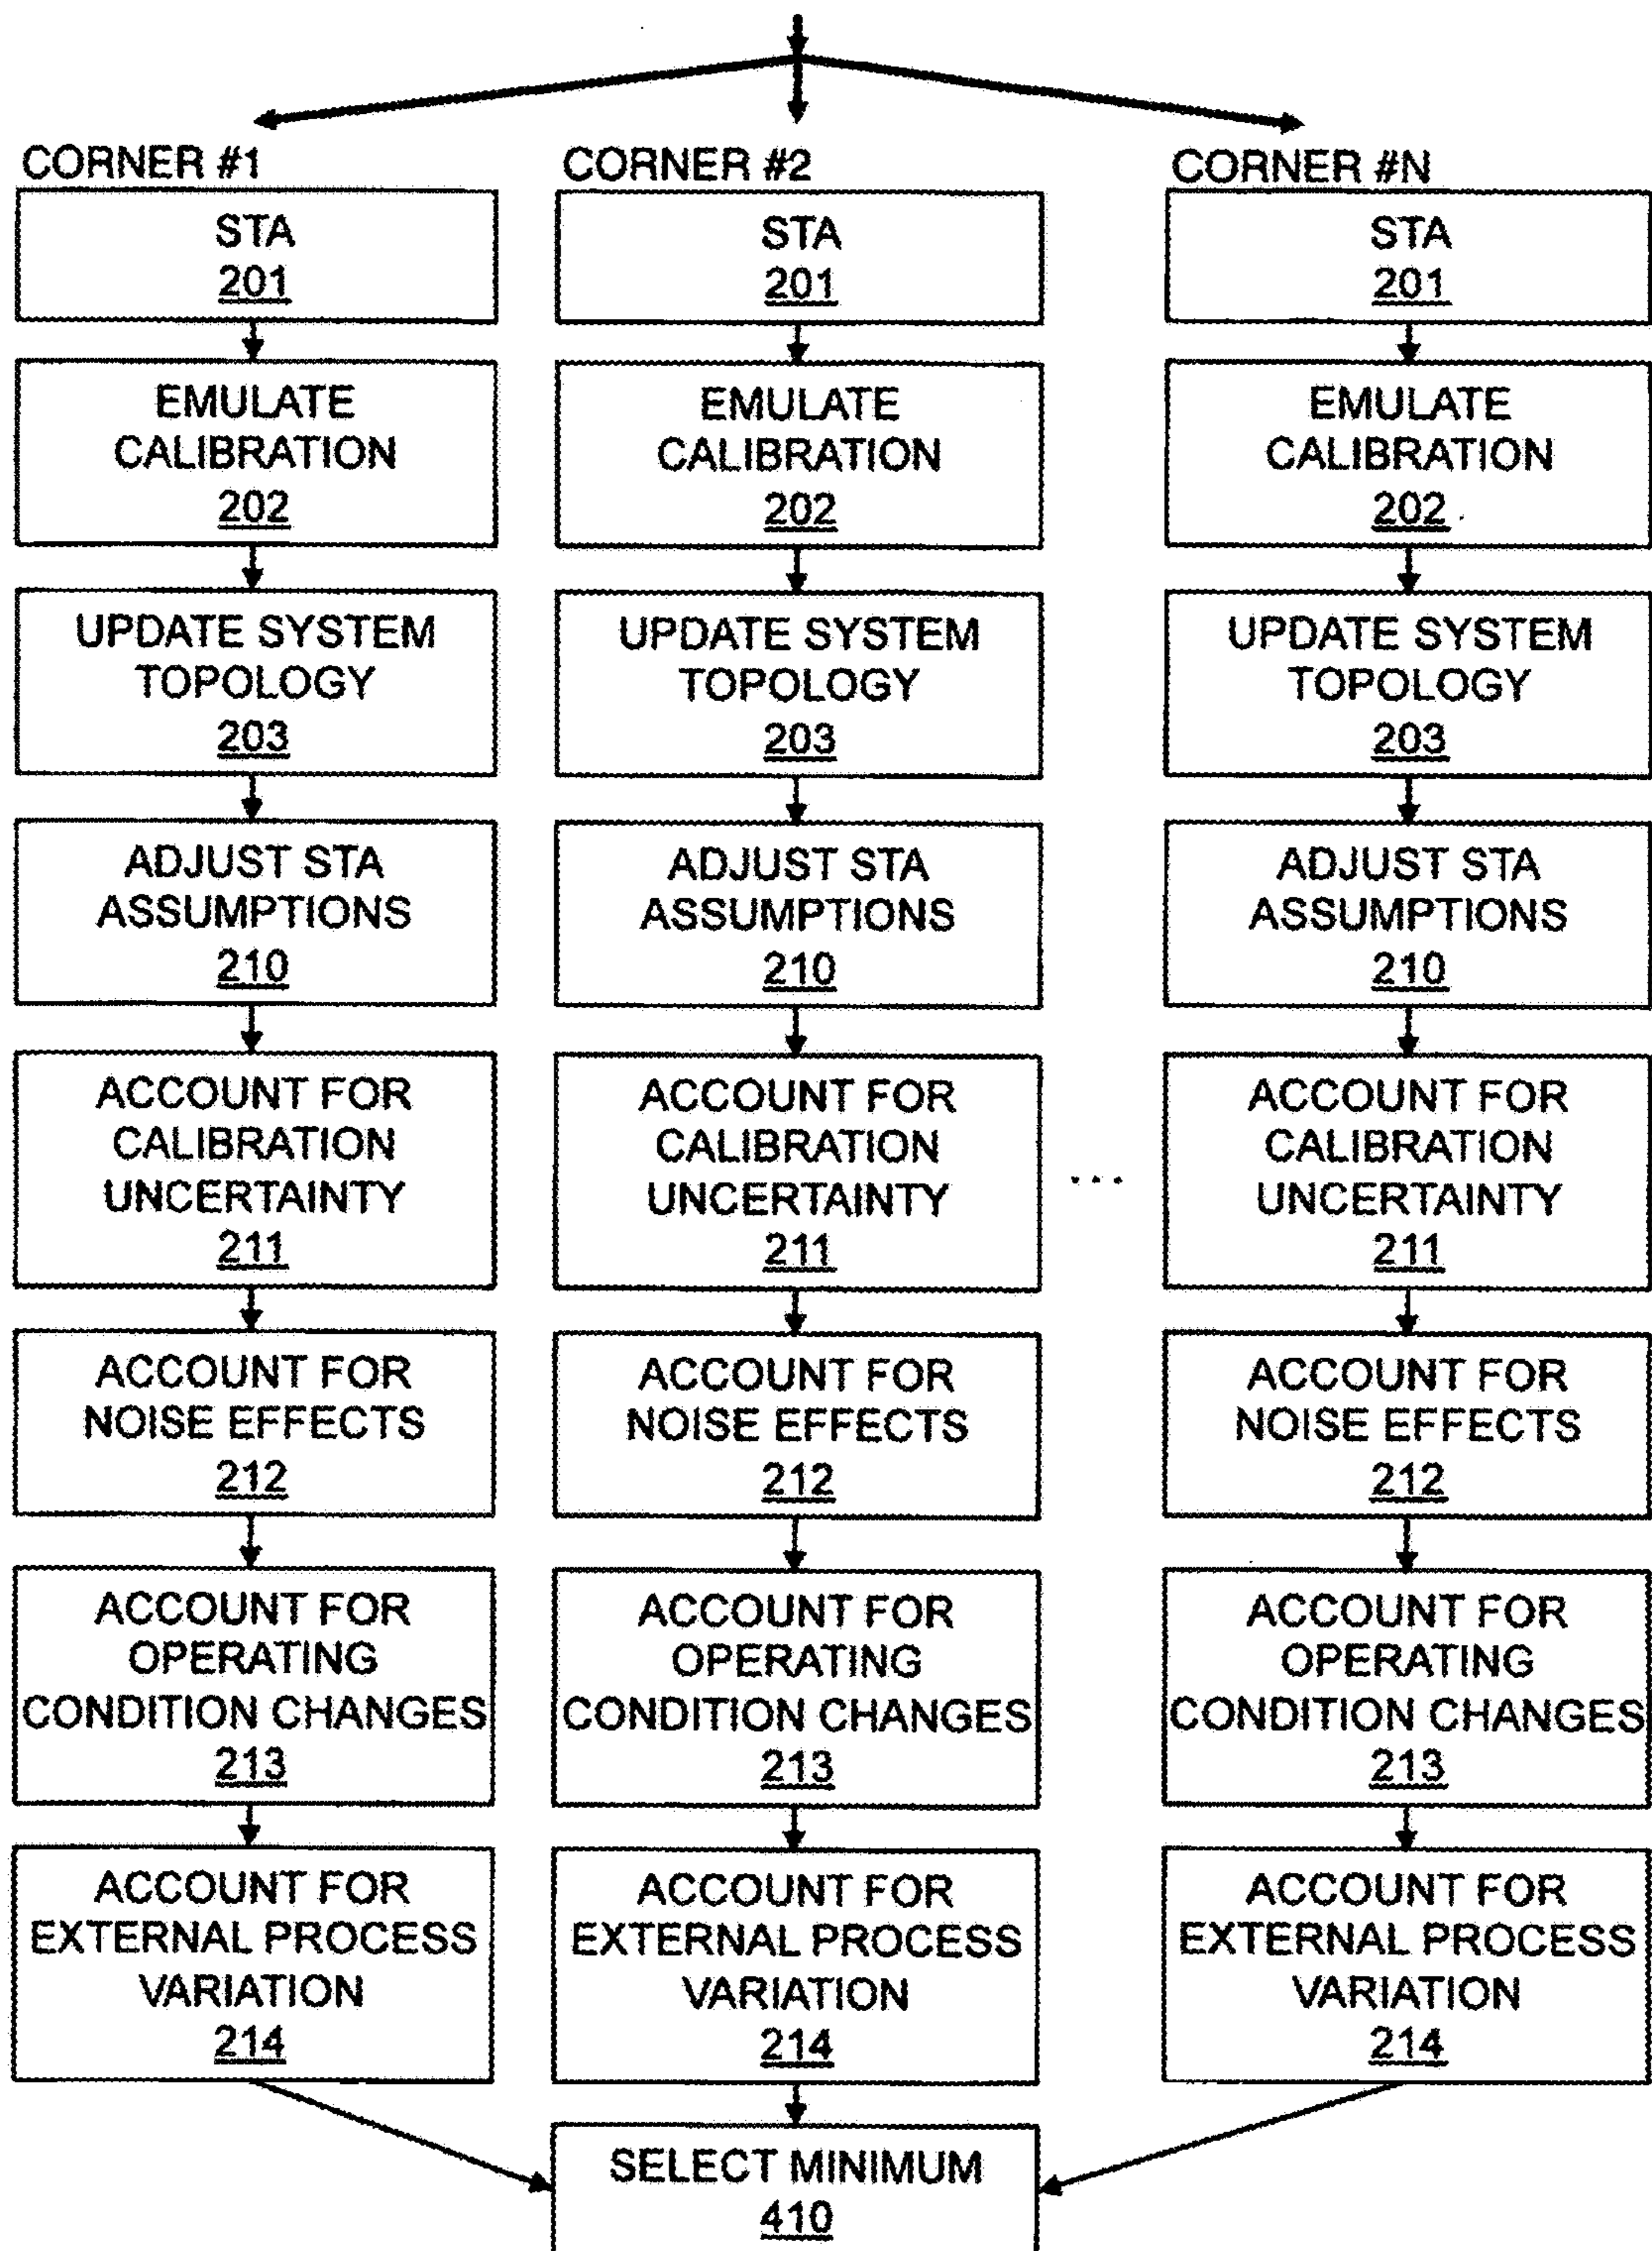 CORNER #1
STA
201
EMULATE
CALIBRATION
202
UPDATE SYSTEM
TOPOLOGY
203
ADJUST STA
ASSUMPTIONS
210
ACCOUNT FOR
CALIBRATION
UNCERTAINTY
211
ACCOUNT FOR
NOISE EFFECTS
212
ACCOUNT FOR
OPERATING
CONDITION CHANGES
213
ACCOUNT FOR
EXTERNAL PROCESS
VARIATION
214
CORNER #2
STA
201
EMULATE
CALIBRATION
202
UPDATE SYSTEM
TOPOLOGY
203
ADJUST STA
ASSUMPTIONS
210
ACCOUNT FOR
CALIBRATION
UNCERTAINTY
211
ACCOUNT FOR
NOISE EFFECTS
212
ACCOUNT FOR
OPERATING
CONDITION CHANGES
213
ACCOUNT FOR
EXTERNAL PROCESS
VARIATION
214
...
CORNER #N
STA
201
EMULATE
CALIBRATION
202
UPDATE SYSTEM
TOPOLOGY
203
ADJUST STA
ASSUMPTIONS
210
ACCOUNT FOR
CALIBRATION
UNCERTAINTY
211
ACCOUNT FOR
NOISE EFFECTS
212
ACCOUNT FOR
OPERATING
CONDITION CHANGES
213
ACCOUNT FOR
EXTERNAL PROCESS
VARIATION
214
SELECT MINIMUM
410